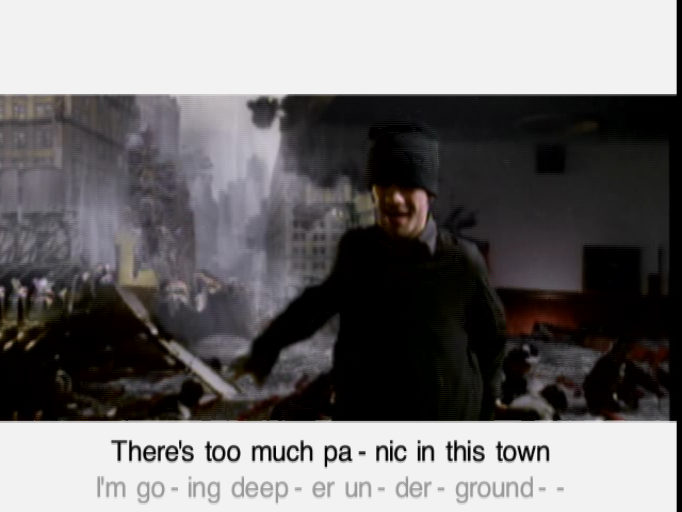 There's too much pa - nic in this town
I'm go - ing deep - er un - der - ground - -